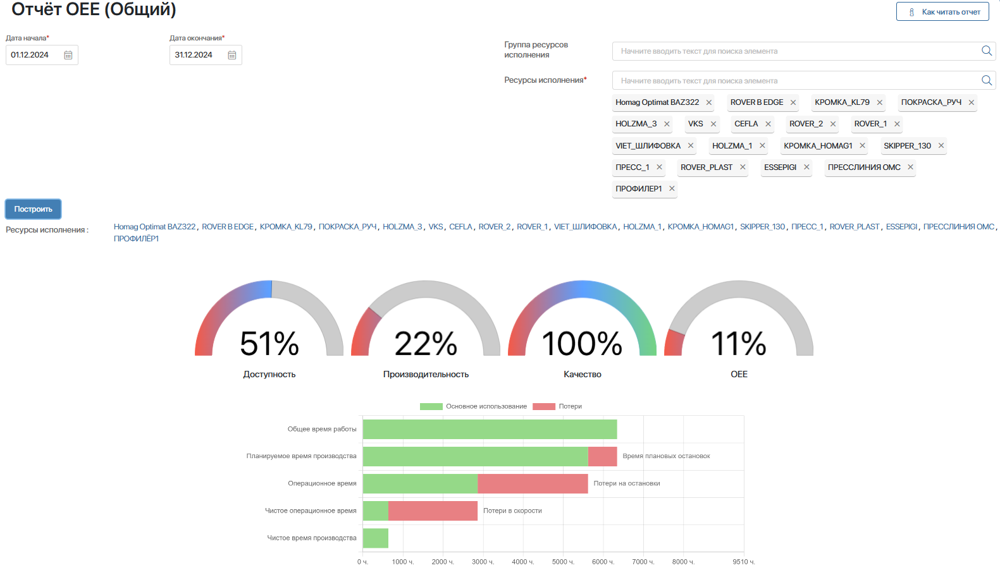 Отчёт OEE (Общий)
Как читать отчет
Дата начала*
Дата окончания*
01.12.2024
31.12.2024
Группа ресурсов
исполнения
Начните вводить текст для поиска элемента
Ресурсы исполнения*
Начните вводить текст для поиска элемента
Homag Optimat BAZ322 × ROVER B EDGE × КРОМКА_KL79 × ПОКРАСКА_РУЧ ×
HOLZMA_3 × VKS × CEFLA × ROVER_2 × ROVER_1 ×
VIET_ШЛИФОВКА × HOLZMA_1 × КРОМКА_HOMAG1 × SKIPPER_130 ×
ПРЕСС_1 × ROVER_PLAST × ESSEPIGI × ПРЕССЛИНИЯ ОМС ×
ПРОФИЛЕР1 ×
Построить
Ресурсы исполнения :
Homag Optimat BAZ322 , ROVER B EDGE , КРОМКА_KL79 , ПОКРАСКА_РУЧ , HOLZMA_3 , VKS , CEFLA , ROVER_2 , ROVER_1 , VIET_ШЛИФОВКА , HOLZMA_1 , КРОМКА_HOMAG1 , SKIPPER_130 , ПРЕСС_1 , ROVER_PLAST , ESSEPIGI , ПРЕССЛИНИЯ ОМС ,
ПРОФИЛЁР1
51%
22%
100%
11%
Доступность
Производительность
Качество
OEE
Основное использование
Потери
Общее время работы
Планируемое время производства
Время плановых остановок
Операционное время
Потери на остановки
Чистое операционное время
Потери в скорости
Чистое время производства
0 ч. 1000 ч. 2000 ч. 3000 ч. 4000 ч. 5000 ч. 6000 ч. 7000 ч. 8000 ч. 9510 ч.